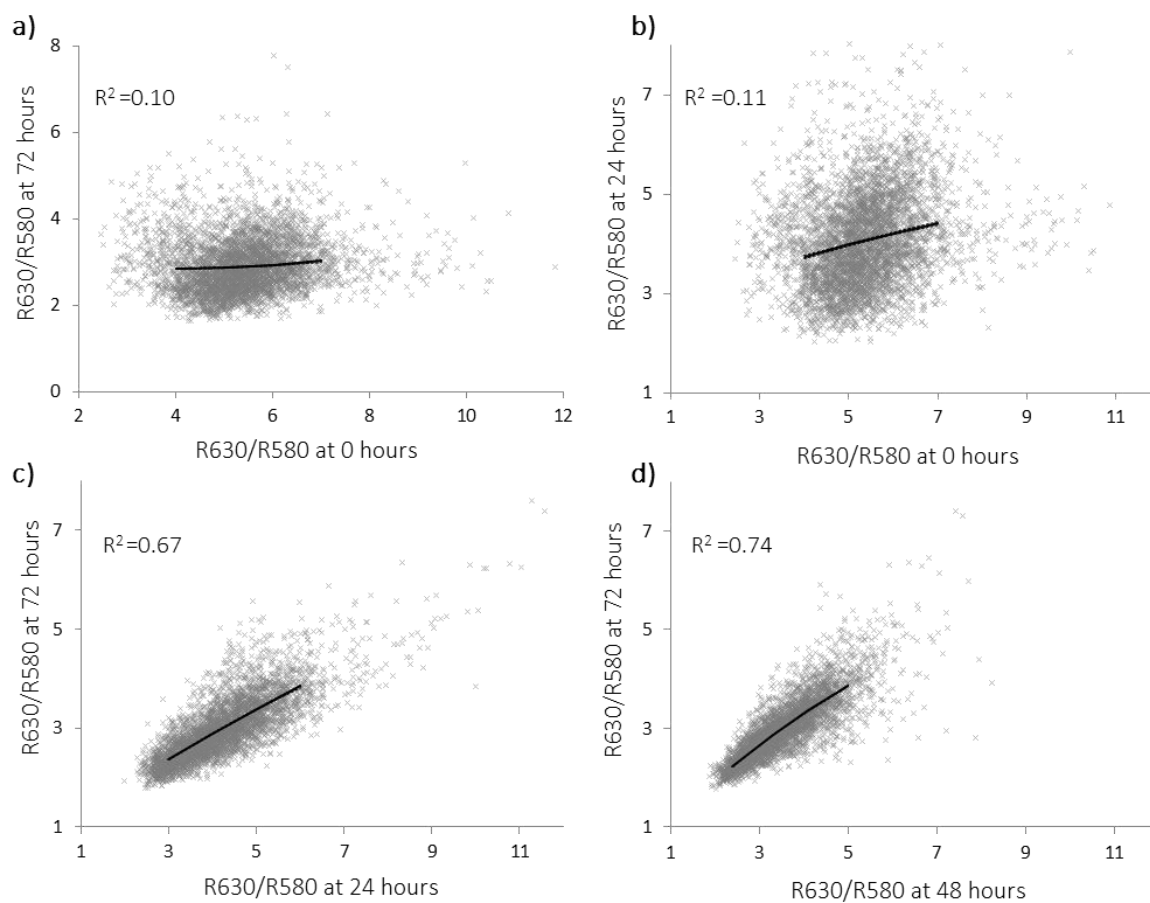 a)
8
R² =0.10
6
4
2
0
2 4 6 8 10 12
R630/R580 at 72 hours
R630/R580 at 0 hours
b)
7
R² =0.11
5
3
1
1 3 5 7 9 11
R630/R580 at 24 hours
R630/R580 at 0 hours
c)
7
R² =0.67
5
3
1
1 3 5 7 9 11
R630/R580 at 72 hours
R630/R580 at 24 hours
d)
7
R² =0.74
5
3
1
1 3 5 7 9 11
R630/R580 at 72 hours
R630/R580 at 48 hours